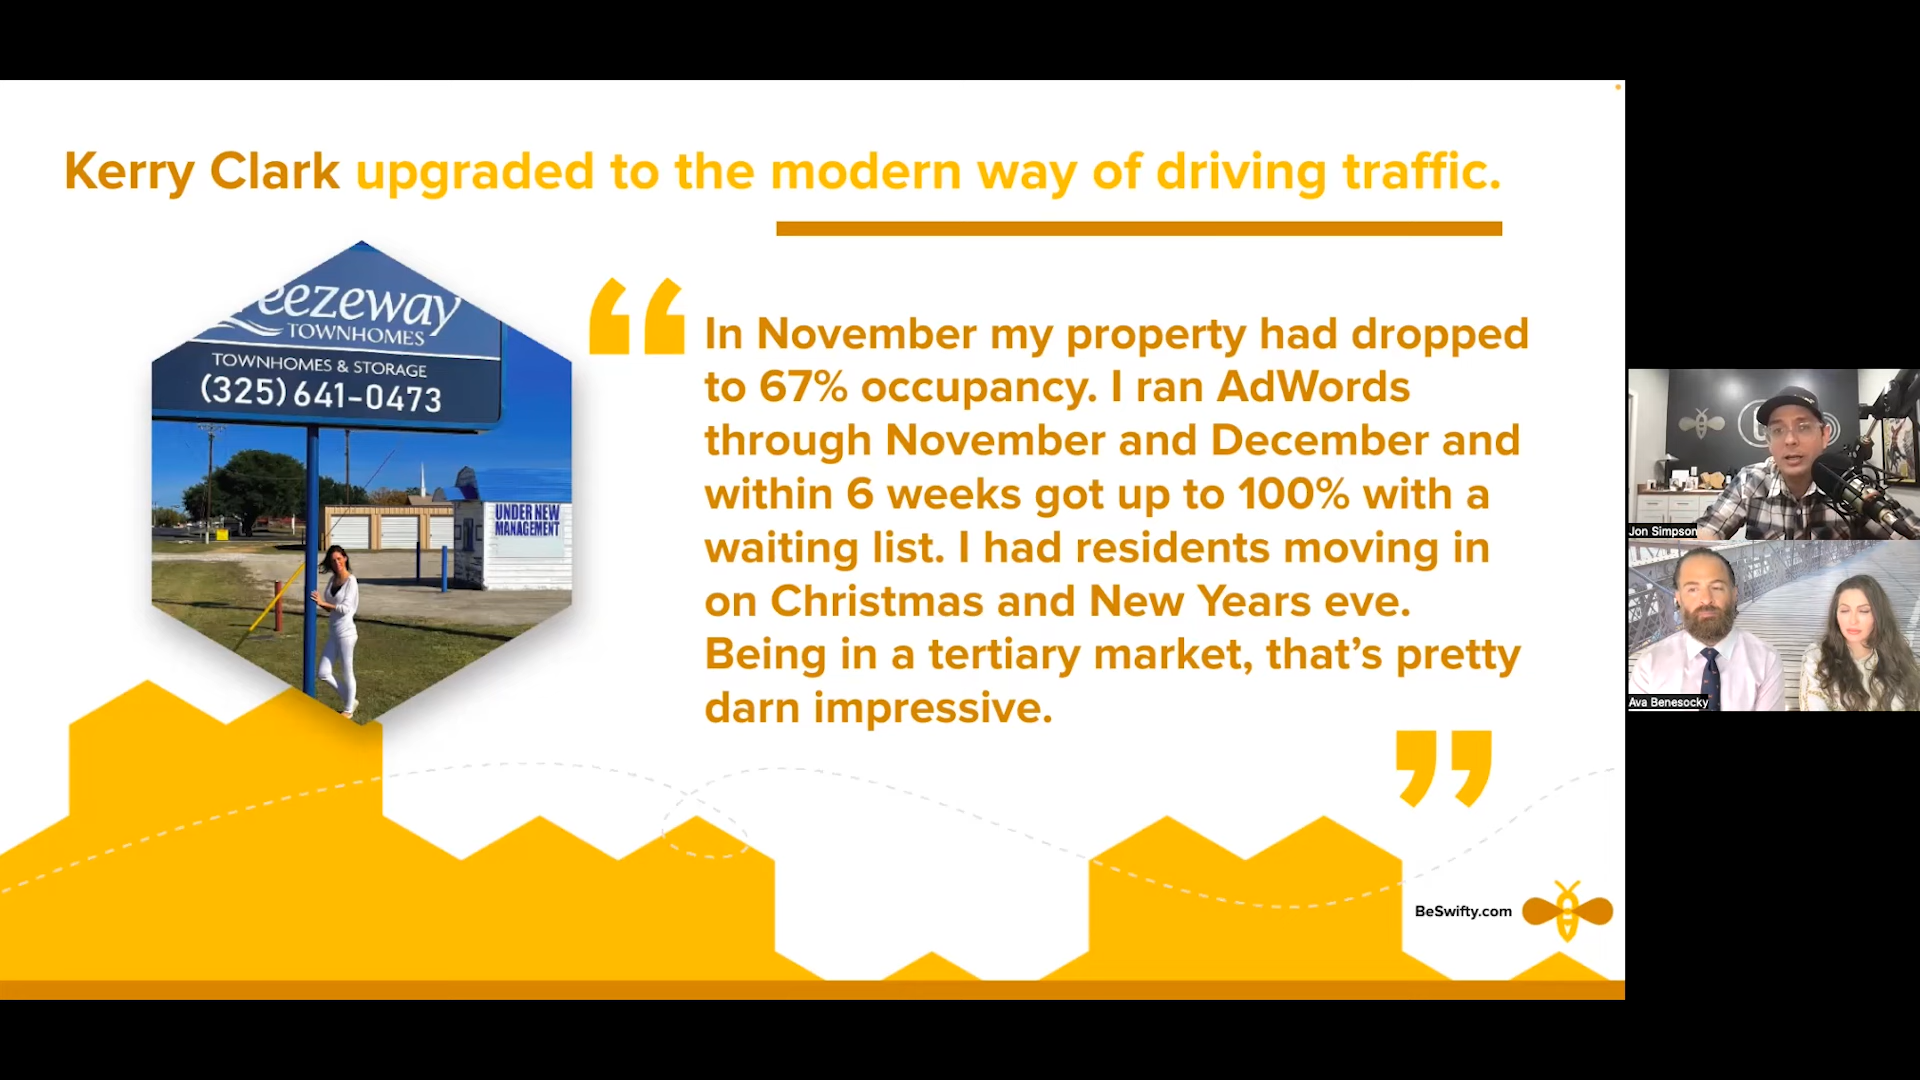 Kerry Clark upgraded to the modern way of driving traffic.
eezeway
TOWNHOMES
TOWNHOMES & STORAGE
(325) 641-0473
UNDER NEW
MANAGEMENT
“
In November my property had dropped
to 67% occupancy. I ran AdWords
through November and December and
within 6 weeks got up to 100% with a
waiting list. I had residents moving in
on Christmas and New Years eve.
Being in a tertiary market, that’s pretty
darn impressive.
”
BeSwifty.com
Jon Simpson
Ava Benesocky